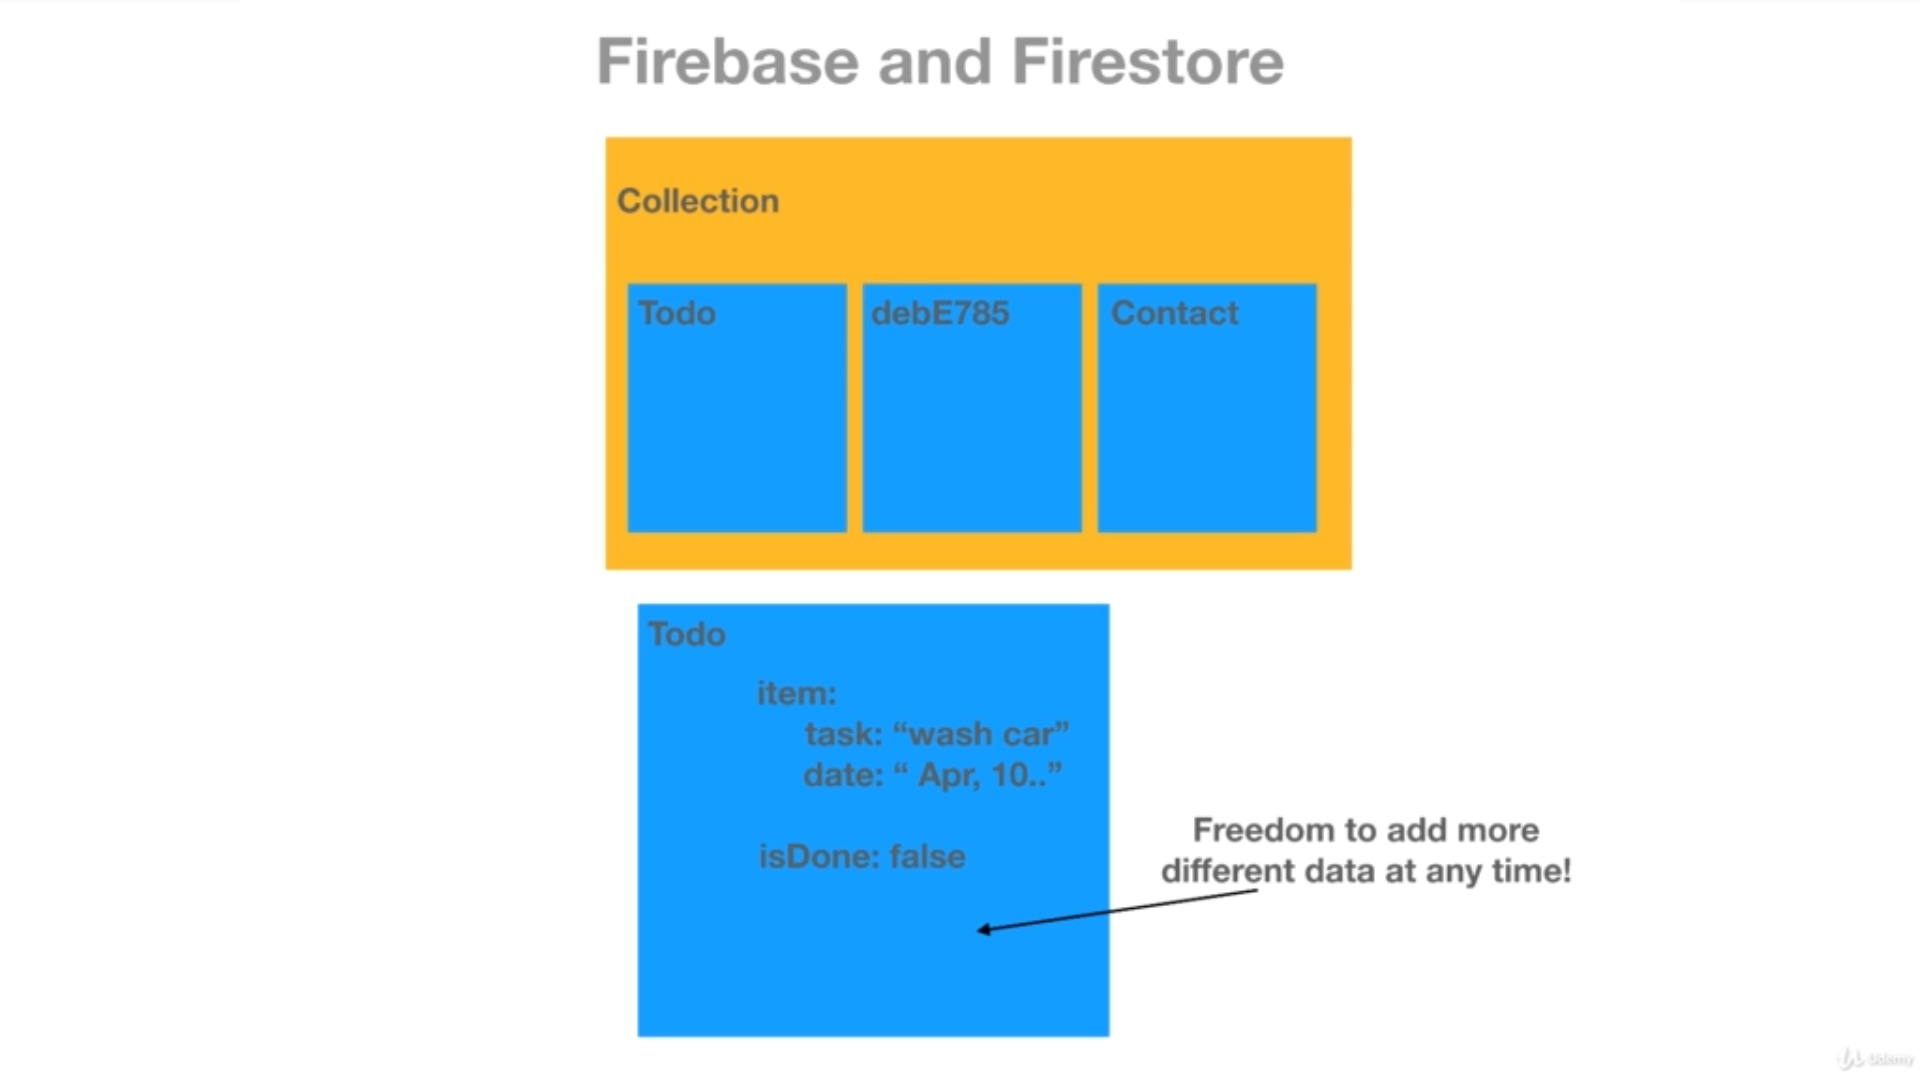 Firebase and Firestore
Collection
Todo
debE785
Contact
Todo
item:
task: “wash car”
date: “ Apr, 10..”
isDone: false
Freedom to add more
different data at any time!
Udemy